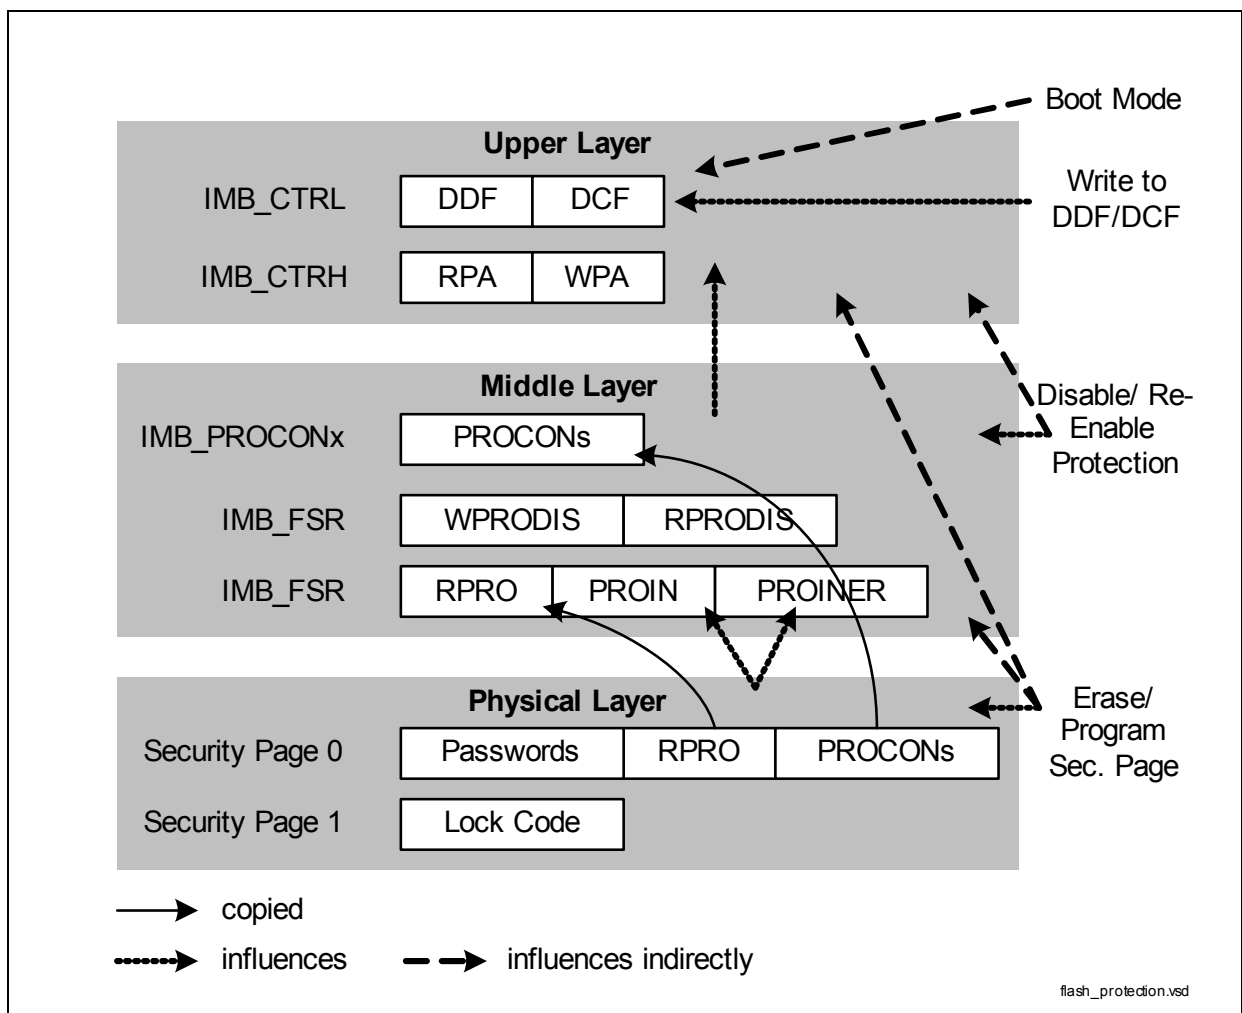 Boot Mode
Upper Layer
IMB_CTRL DDF DCF
Write to
DDF/DCF
IMB_CTRH RPA WPA
Middle Layer
Disable/ Re-
Enable
Protection
IMB_PROCONx PROCONs
IMB_FSR WPRODIS RPRODIS
IMB_FSR RPRO PROIN PROINER
Physical Layer
Erase/
Program
Sec. Page
Security Page 0 Passwords RPRO PROCONs
Security Page 1 Lock Code
copied
influences influences indirectly
flash_protection.vsd